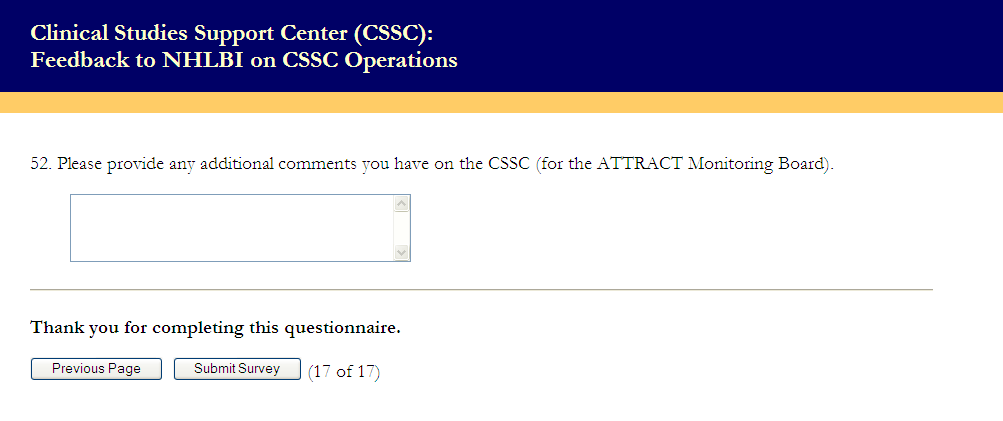 Clinical Studies Support Center (CSSC):
Feedback to NHLBI on CSSC Operations
52. Please provide any additional comments you have on the CSSC (for the ATTRACT Monitoring Board).
Thank you for completing this questionnaire.
Previous Page Submit Survey (17 of 17)